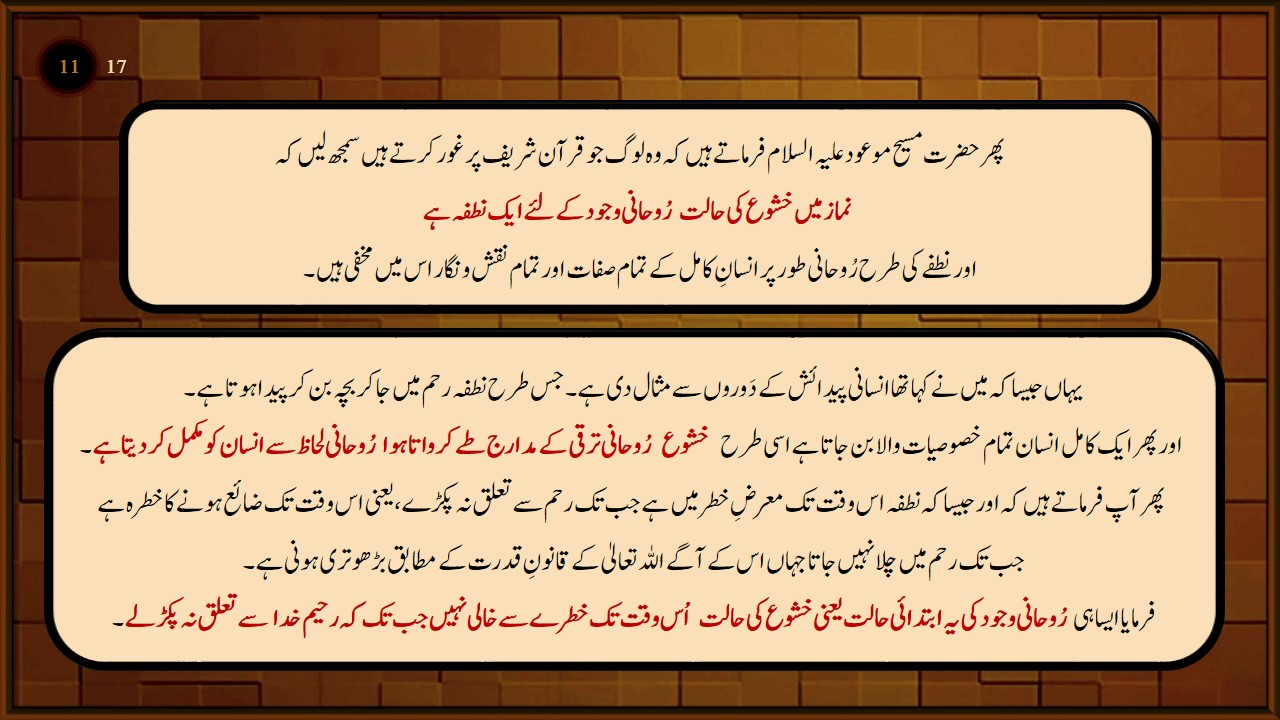 11 17
پھر حضرت مسیح موعود علیہ السلام فرماتے ہیں کہ وہ لوگ جو قرآن شریف پر غور کرتے ہیں سمجھ لیں کہ
نماز میں خشوع کی حالت رُوحانی وجود کے لئے ایک نطفہ ہے
اور نطفے کی طرح رُوحانی طور پر انسانِ کامل کے تمام صفات اور تمام نقش و نگار اس میں مخفی ہیں۔
یہاں جیسا کہ میں نے کہا تھا انسانی پیدائش کے دَوروں سے مثال دی ہے۔ جس طرح نطفہ رحم میں جا کر بچہ بن کر پیدا ہوتا ہے۔
اور پھر ایک کامل انسان تمام خصوصیات والا بن جاتا ہے اسی طرح خشوع رُوحانی ترقی کے مدارج طے کرواتا ہوا رُوحانی لحاظ سے انسان کو مکمل کر دیتا ہے۔
پھر آپ فرماتے ہیں کہ اور جیسا کہ نطفہ اس وقت تک معرضِ خطر میں ہے جب تک رحم سے تعلق نہ پکڑے، یعنی اس وقت تک ضائع ہونے کا خطرہ ہے
جب تک رحم میں چلا نہیں جاتا جہاں اس کے آگے اللہ تعالیٰ کے قانونِ قدرت کے مطابق بڑھوتری ہونی ہے۔
فرمایا ایسا ہی رُوحانی وجود کی یہ ابتدائی حالت یعنی خشوع کی حالت اُس وقت تک خطرے سے خالی نہیں جب تک کہ رحیم خدا سے تعلق نہ پکڑ لے۔